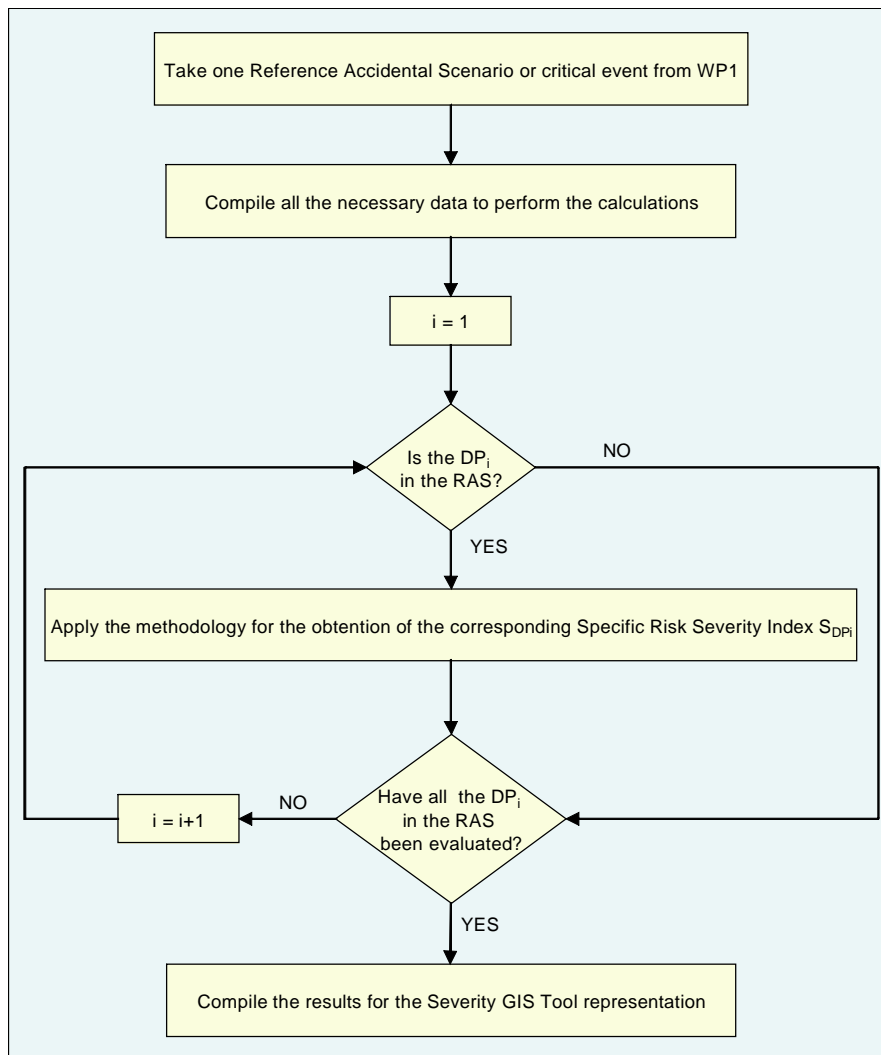 Take one Reference Accidental Scenario or critical event from WP1
Compile all the necessary data to perform the calculations
i = 1
Is the DPi
in the RAS?
NO
YES
Apply the methodology for the obtention of the corresponding Specific Risk Severity Index SDPi
Have all the DPi
in the RAS
been evaluated?
NO
i = i+1
YES
Compile the results for the Severity GIS Tool representation